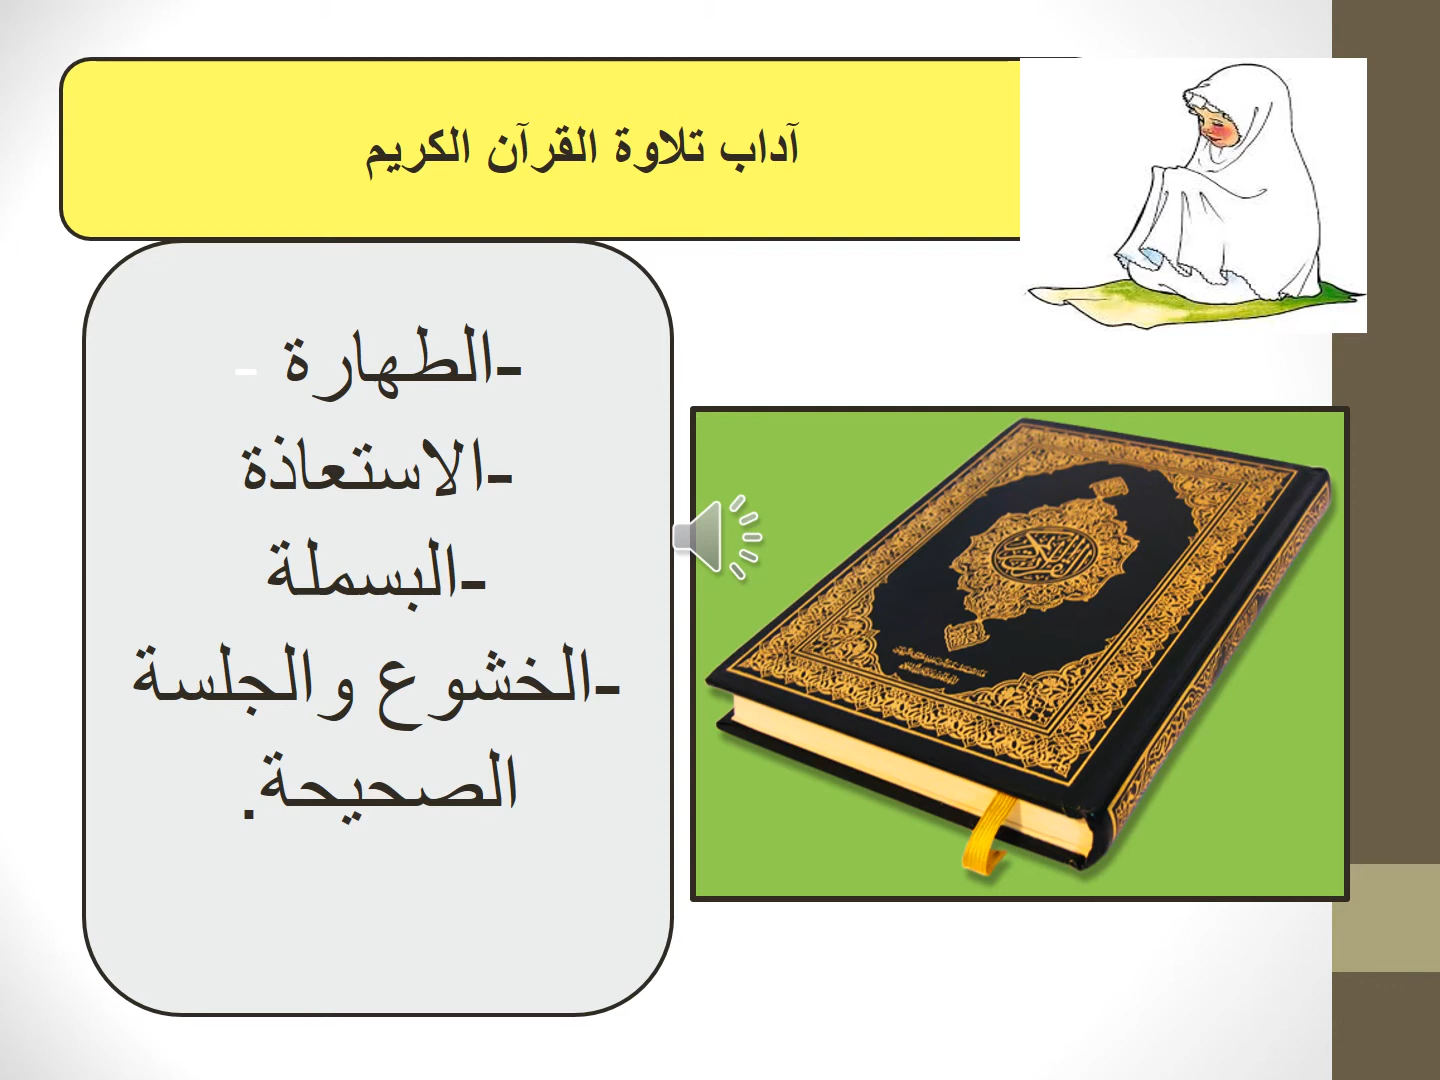 آداب تلاوة القرآن الكريم
-الطهارة -
-الاستعاذة
-البسملة
-الخشوع والجلسة
الصحيحة.